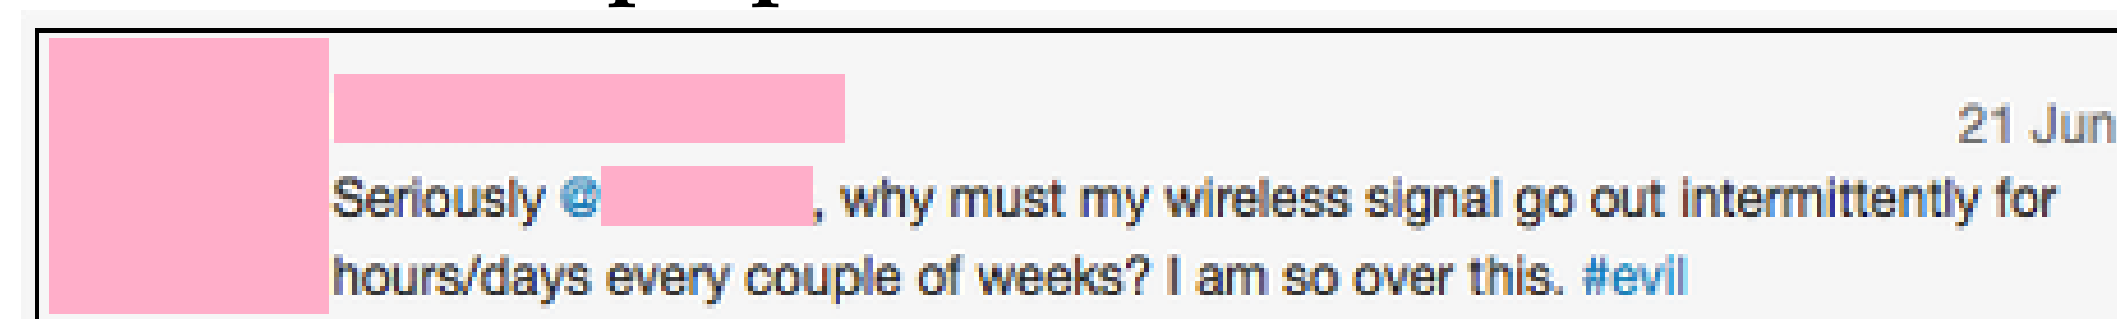 21 Jun
Seriously @ , why must my wireless signal go out intermittently for
hours/days every couple of weeks? I am so over this. #evil